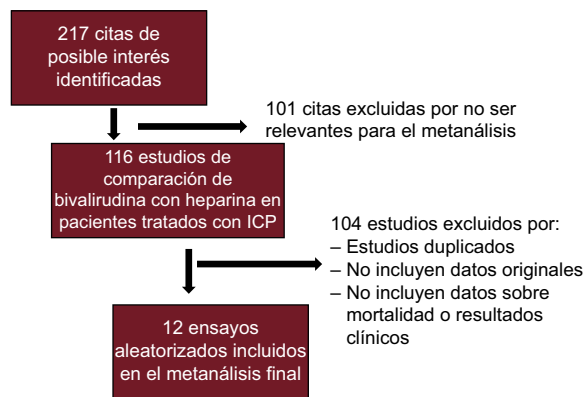 217 citas de
posible interés
identificadas
101 citas excluidas por no ser
relevantes para el metanálisis
116 estudios de
comparación de
bivalirudina con heparina en
pacientes tratados con ICP
104 estudios excluidos por:
– Estudios duplicados
– No incluyen datos originales
– No incluyen datos sobre
mortalidad o resultados
clínicos
12 ensayos
aleatorizados incluidos
en el metanálisis final